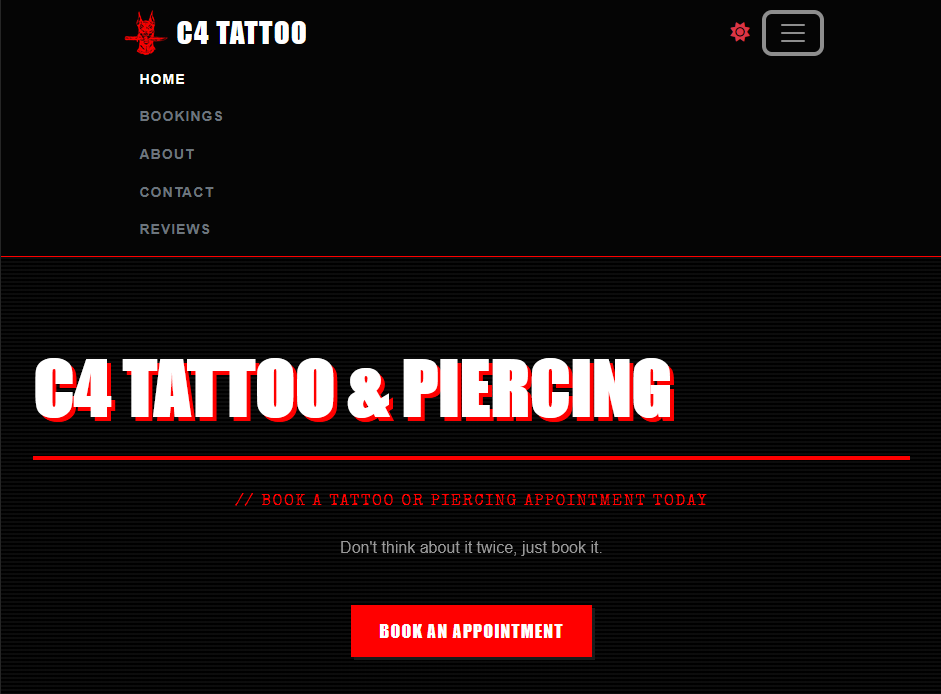 C4 TATTOO
HOME
BOOKINGS
ABOUT
CONTACT
REVIEWS
C4 TATTOO & PIERCING
// BOOK A TATTOO OR PIERCING APPOINTMENT TODAY
Don't think about it twice, just book it.
BOOK AN APPOINTMENT